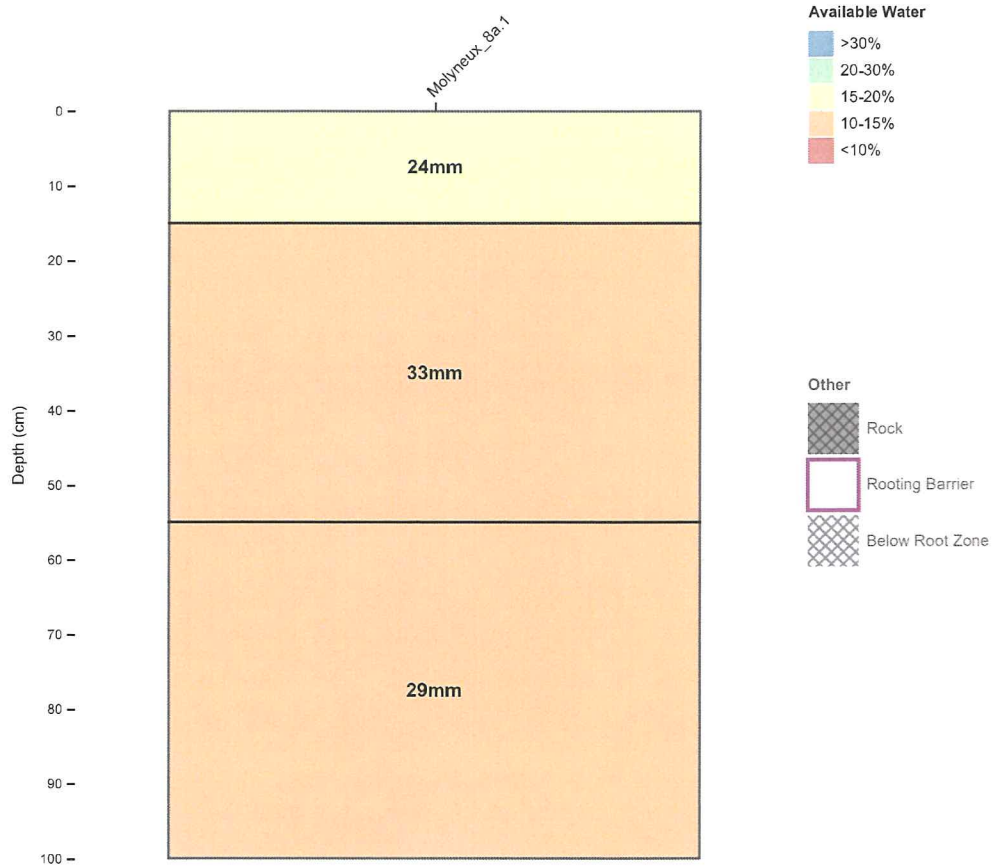 Molyneux_8a.1
Available Water
>30%
20-30%
15-20%
10-15%
<10%
0
10
20
30
40
50
60
70
80
90
100
Depth (cm)
24mm
33mm
29mm
Other
Rock
Rooting Barrier
Below Root Zone